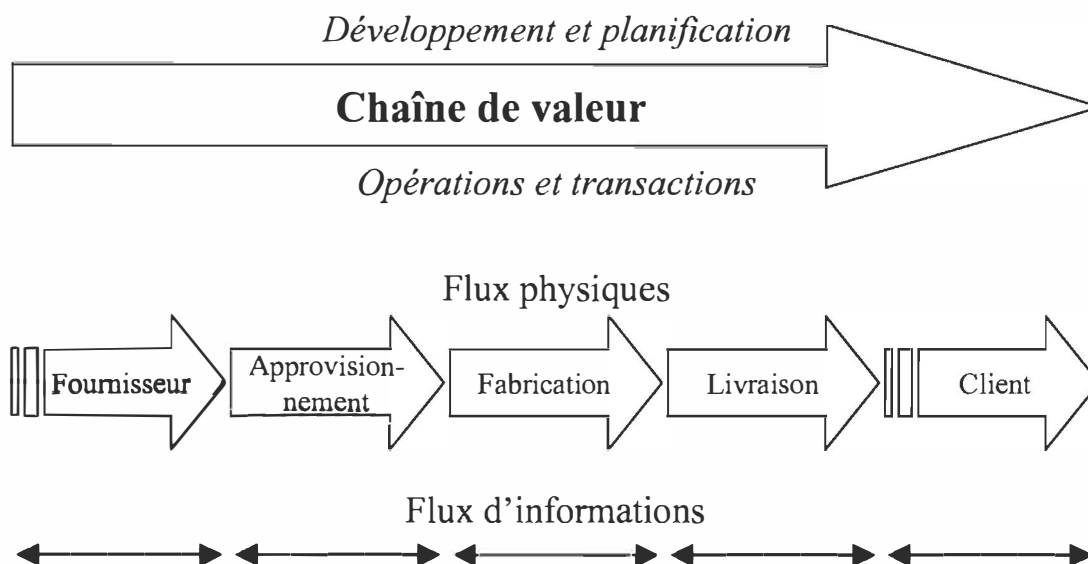 Développement et planification
Chaîne de valeur
Opérations et transactions
Flux physiques
Fournisseur
Approvision-
nement
Fabrication
Livraison
Client
Flux d'informations